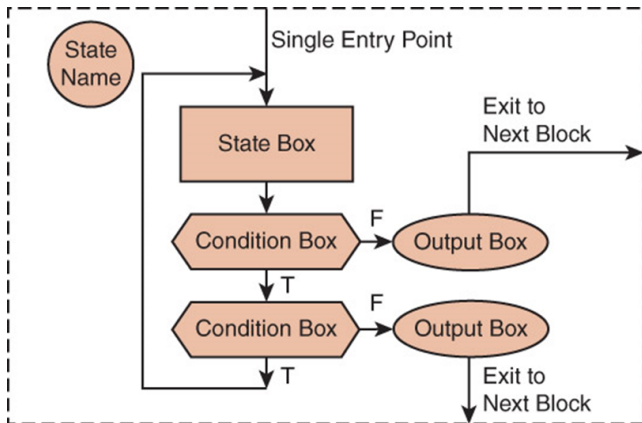 State
Name
Single Entry Point
Exit to
Next Block
State Box
F
Condition Box
Output Box
T
F
Condition Box
Output Box
T
Exit to
Next Block